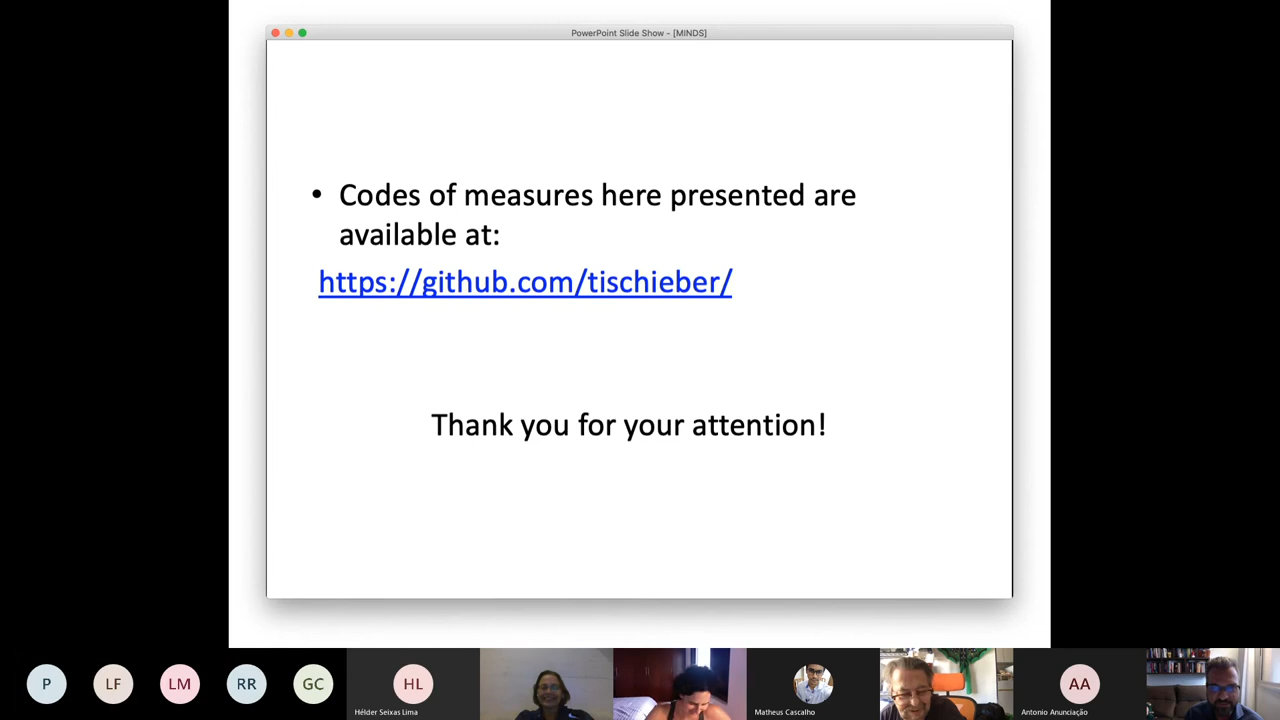 PowerPoint Slide Show - [MINDS]
• Codes of measures here presented are
available at:
https://github.com/tischieber/
Thank you for your attention!
P
LF
LM
RR
GC
HL
Hélder Seixas Lima
Matheus Cascalho
AA
Antonio Anunciação